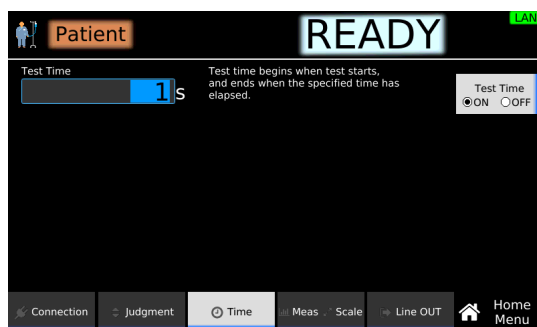 Patient
READY
LAN
Test Time
1s
Test time begins when test starts,
and ends when the specified time has
elapsed.
Test Time
ON OFF
Connection
Judgment
Time
Meas
Scale
Line OUT
Home
Menu